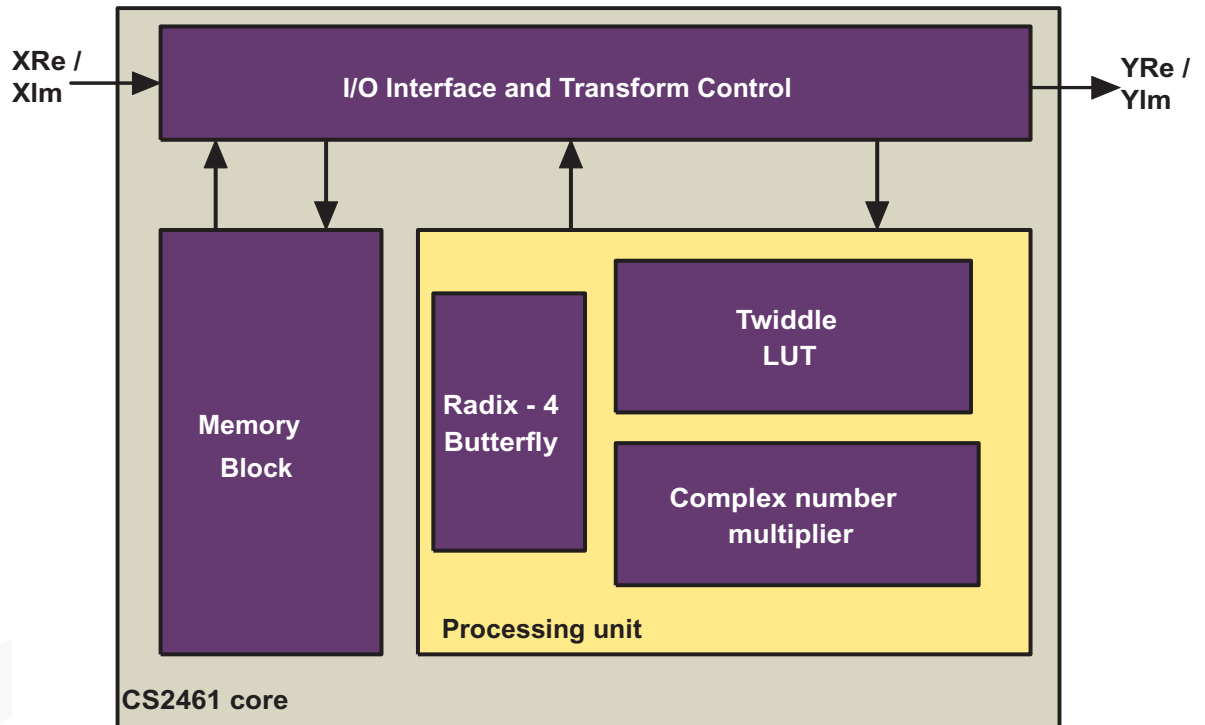 XRe /
XIm
I/O Interface and Transform Control
YRe /
YIm
Memory
Block
Radix - 4
Butterfly
Twiddle
LUT
Complex number
multiplier
Processing unit
CS2461 core